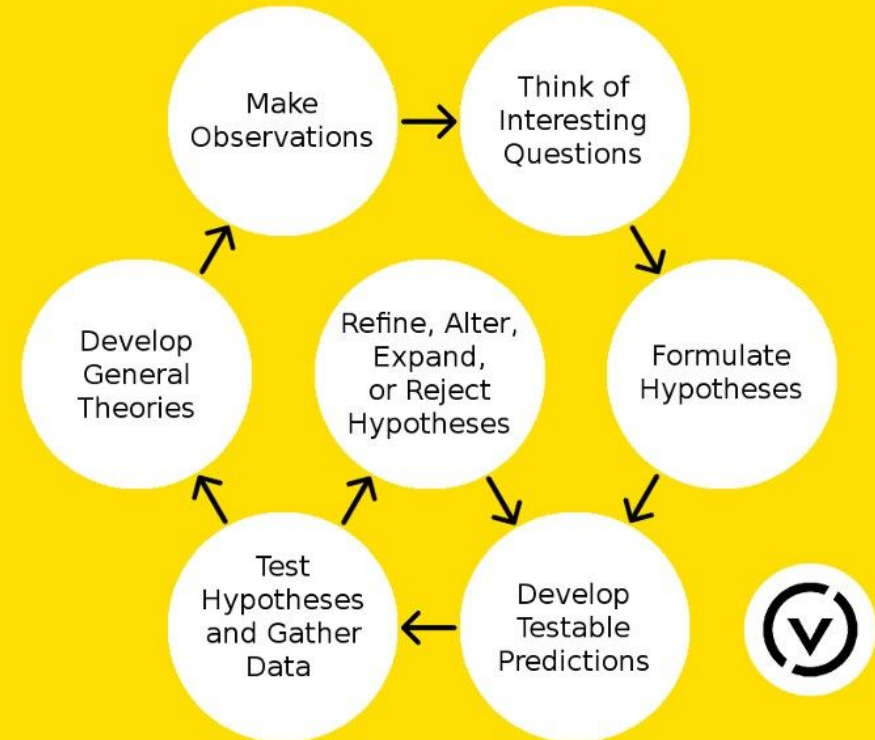 Make
Observations
Think of
Interesting
Questions
Formulate
Hypotheses
Develop
Testable
Predictions
Test
Hypotheses
and Gather
Data
Refine, Alter,
Expand,
or Reject
Hypotheses
Develop
General
Theories
V